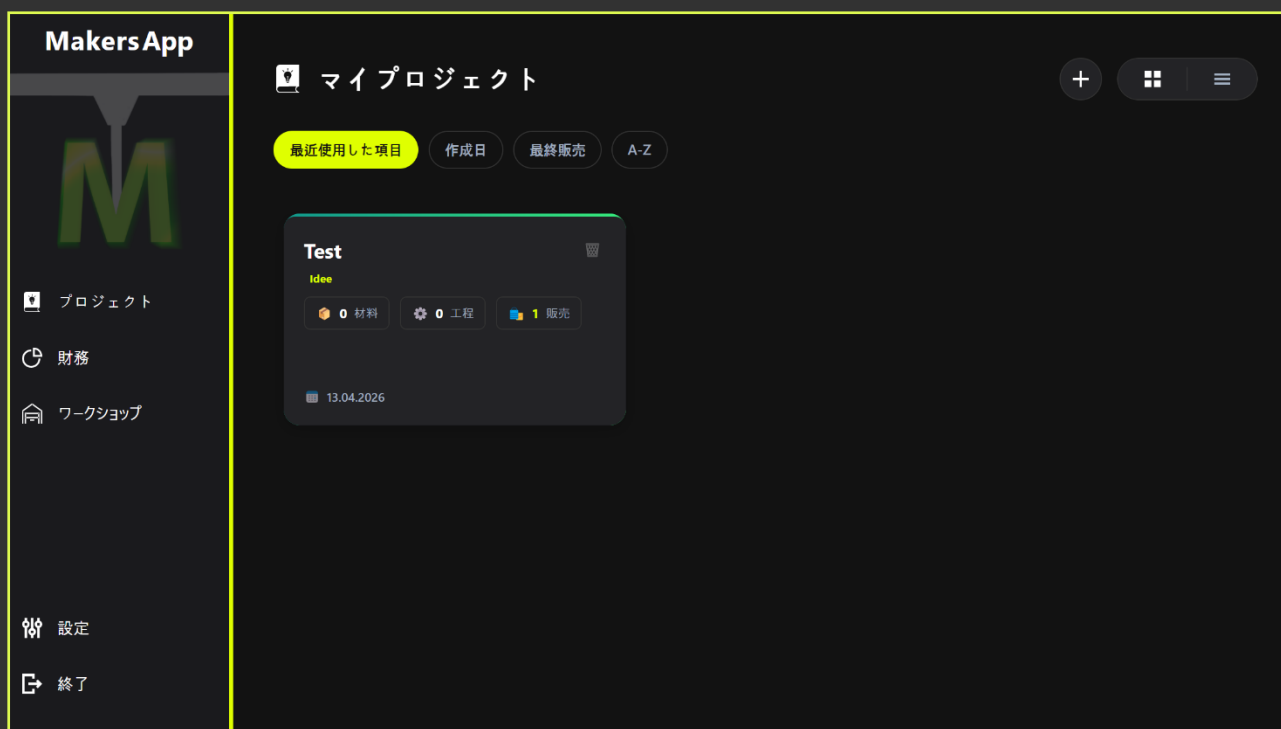 MakersApp
M
プロジェクト
財務
ワークショップ
設定
終了
マイプロジェクト
最近使用した項目
作成日
最終販売
A-Z
Test
Idee
0 材料
0 工程
1 販売
13.04.2026